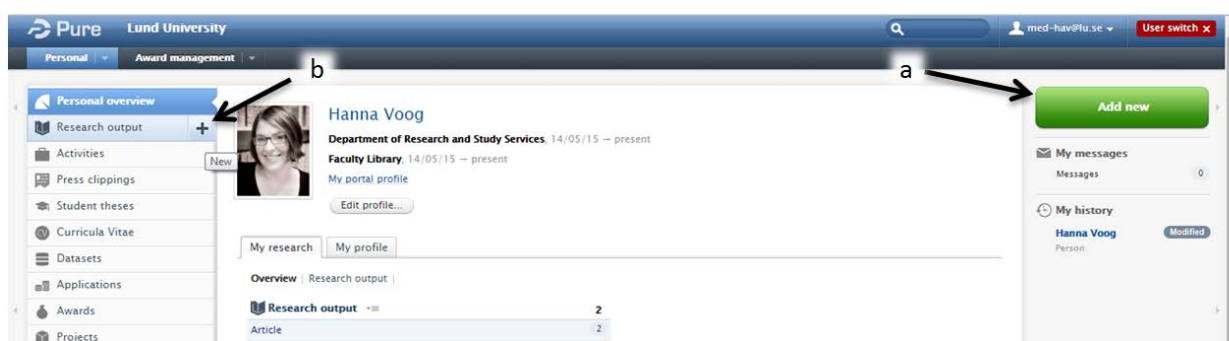 Pure Lund University med-hav@lu.se User switch x
Personal Award management
b
a
Personal overview
Research output +
New
Activities
Press clippings
Student theses
Curricula Vitae
Datasets
Applications
Awards
Projects
Hanna Voog
Department of Research and Study Services, 14/05/15 — present
Faculty Library, 14/05/15 — present
My portal profile
Edit profile...
My research My profile
Overview | Research output |
Research output 2
Article 2
Add new
My messages
Messages 0
My history
Hanna Voog Modified
Person